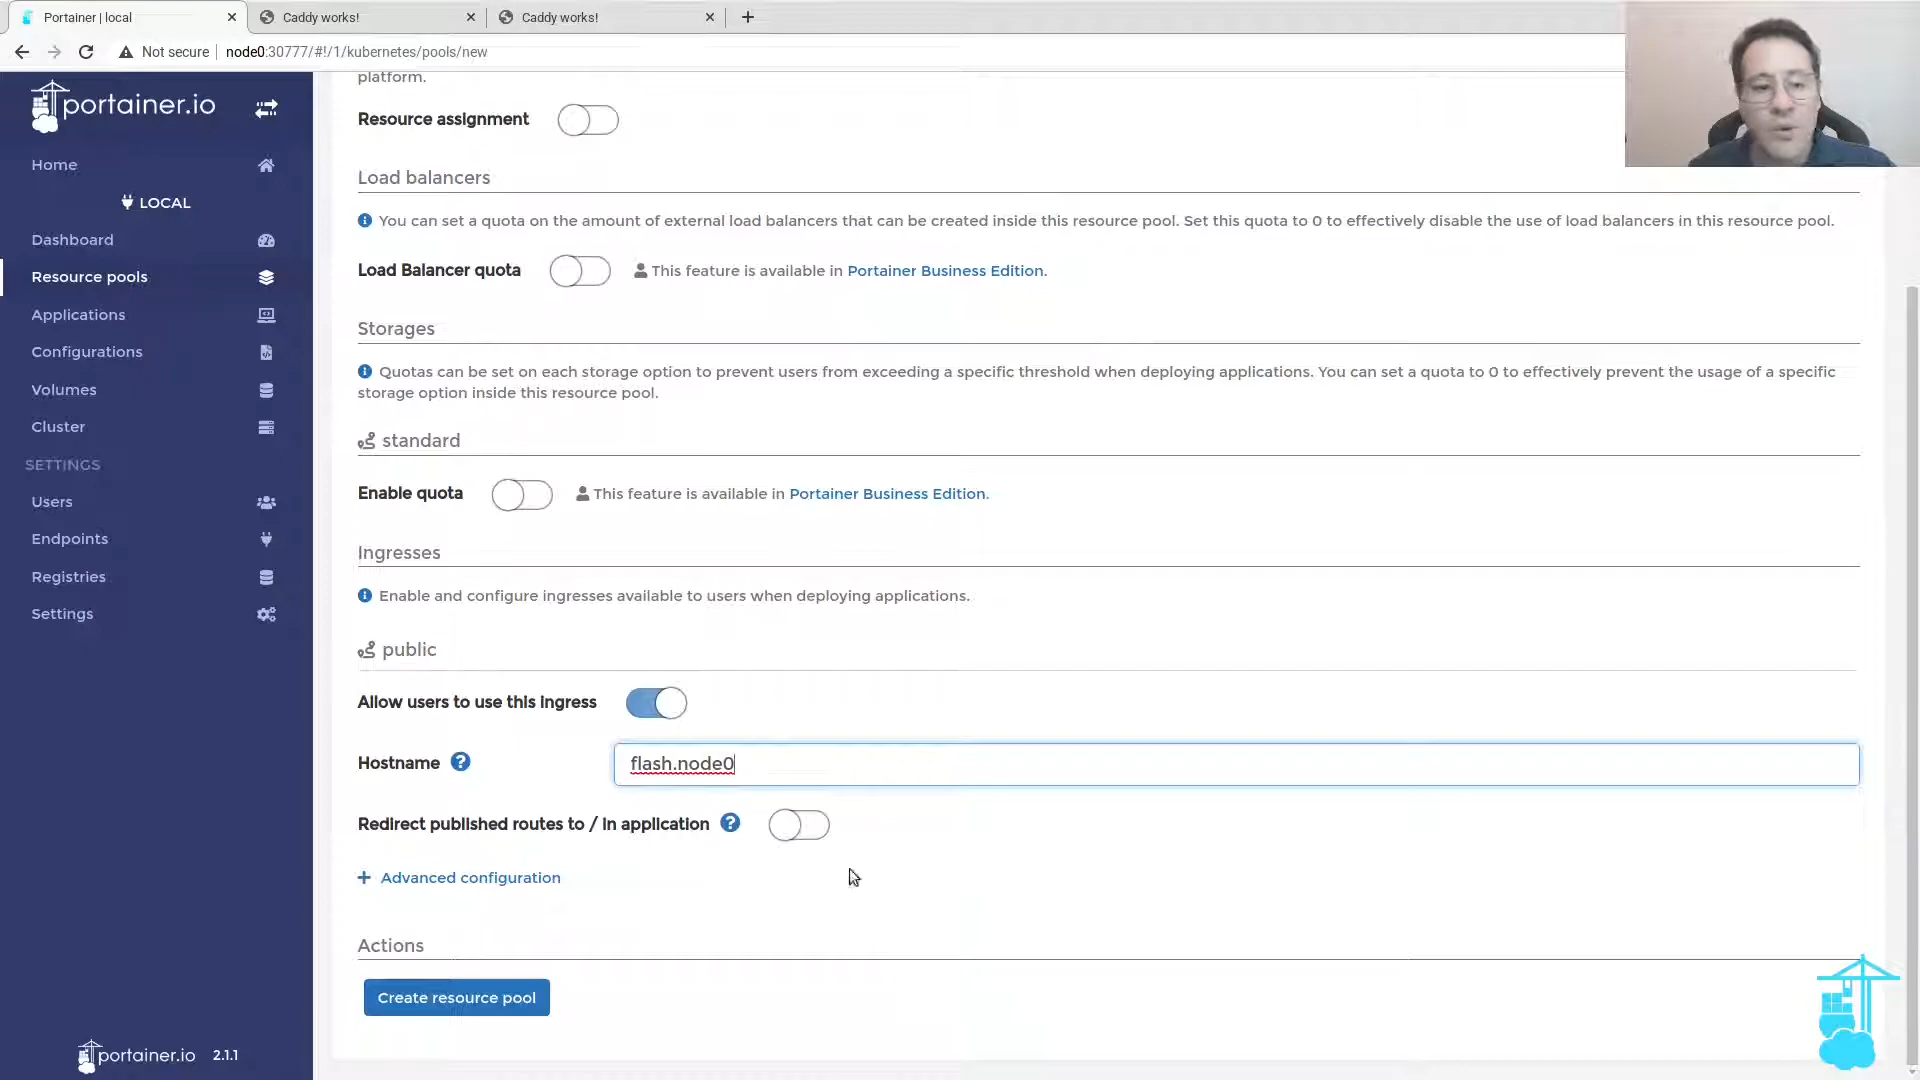 Portainer | local
Caddy works!
Caddy works!
Not secure
node0:30777/#!/1/kubernetes/pools/new
portainer.io
Home
LOCAL
Dashboard
Resource pools
Applications
Configurations
Volumes
Cluster
SETTINGS
Users
Endpoints
Registries
Settings
portainer.io 2.1.1
platform.
Resource assignment
Load balancers
You can set a quota on the amount of external load balancers that can be created inside this resource pool. Set this quota to 0 to effectively disable the use of load balancers in this resource pool.
Load Balancer quota
This feature is available in Portainer Business Edition.
Storages
Quotas can be set on each storage option to prevent users from exceeding a specific threshold when deploying applications. You can set a quota to 0 to effectively prevent the usage of a specific
storage option inside this resource pool.
standard
Enable quota
This feature is available in Portainer Business Edition.
Ingresses
Enable and configure ingresses available to users when deploying applications.
public
Allow users to use this ingress
Hostname
flash.node0
Redirect published routes to / in application
Advanced configuration
Actions
Create resource pool